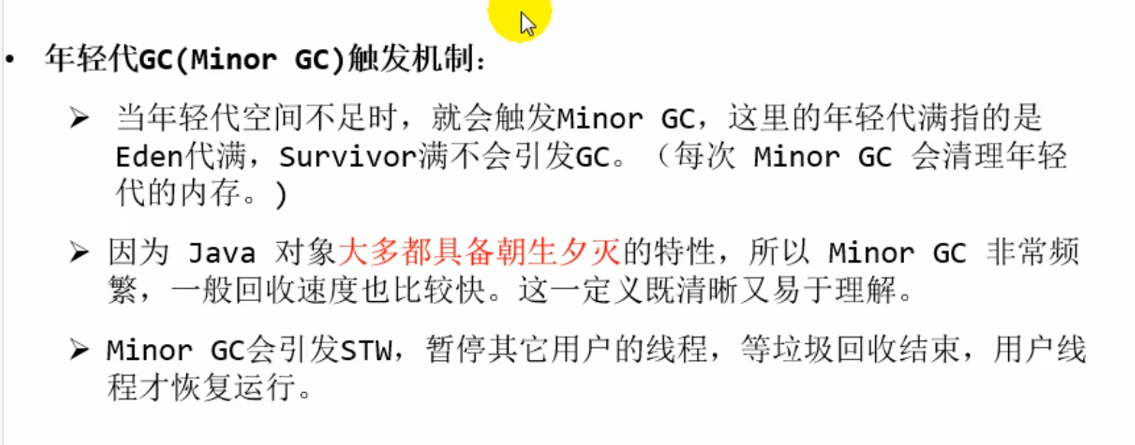 • 年轻代GC(Minor GC)触发机制：
➢ 当年轻代空间不足时，就会触发Minor GC，这里的年轻代满指的是
Eden代满，Survivor满不会引发GC。（每次 Minor GC 会清理年轻
代的内存。)
➢ 因为 Java 对象大多都具备朝生夕灭的特性，所以 Minor GC 非常频
繁，一般回收速度也比较快。这一定义既清晰又易于理解。
➢ Minor GC会引发STW，暂停其它用户的线程，等垃圾回收结束，用户线
程才恢复运行。